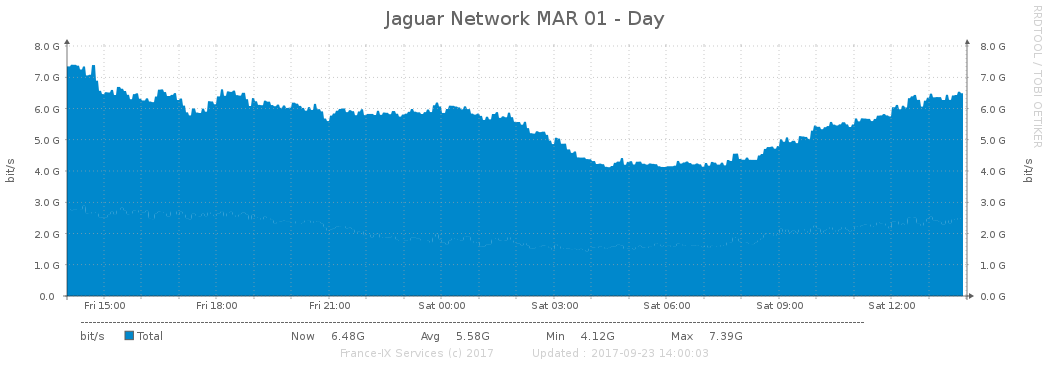 Jaguar Network MAR 01 - Day
RRDTOOL / TOBI OETIKER
8.0 G 8.0 G
7.0 G 7.0 G
6.0 G 6.0 G
5.0 G 5.0 G
4.0 G 4.0 G
3.0 G 3.0 G
2.0 G 2.0 G
1.0 G 1.0 G
0.0 0.0 G
bit/s bit/s
Fri 15:00 Fri 18:00 Fri 21:00 Sat 00:00 Sat 03:00 Sat 06:00 Sat 09:00 Sat 12:00
bit/s Total Now 6.48G Avg 5.58G Min 4.12G Max 7.39G
France-IX Services (c) 2017 Updated : 2017-09-23 14:00:03